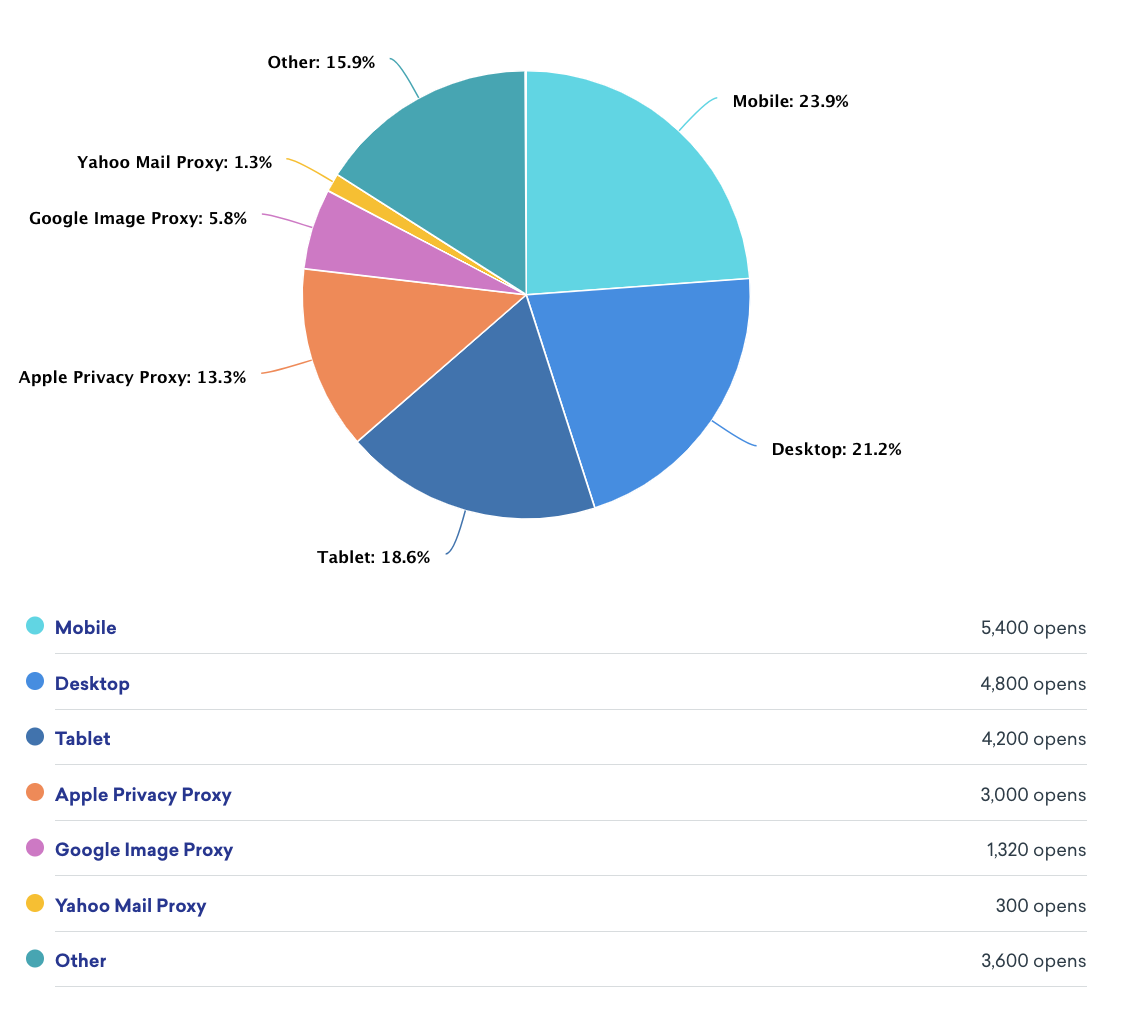 Other: 15.9%
Mobile: 23.9%
Yahoo Mail Proxy: 1.3%
Google Image Proxy: 5.8%
Apple Privacy Proxy: 13.3%
Desktop: 21.2%
Tablet: 18.6%
Mobile 5,400 opens
Desktop 4,800 opens
Tablet 4,200 opens
Apple Privacy Proxy 3,000 opens
Google Image Proxy 1,320 opens
Yahoo Mail Proxy 300 opens
Other 3,600 opens